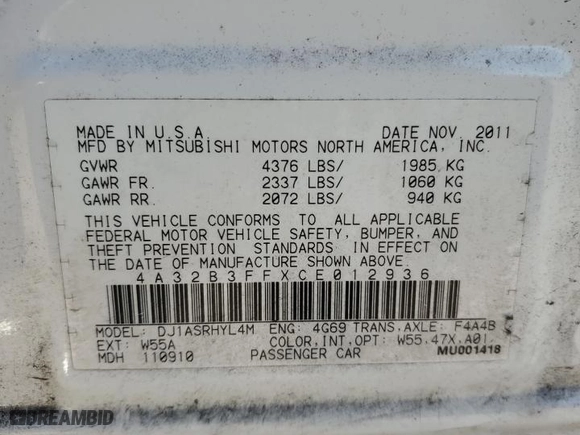 MADE IN U.S.A. DATE NOV. 2011
MFD BY MITSUBISHI MOTORS NORTH AMERICA, INC.
GVWR 4376 LBS/ 1985 KG
GAWR FR. 2337 LBS/ 1060 KG
GAWR RR. 2072 LBS/ 940 KG
THIS VEHICLE CONFORMS TO ALL APPLICABLE
FEDERAL MOTOR VEHICLE SAFETY, BUMPER, AND
THEFT PREVENTION STANDARDS IN EFFECT ON
THE DATE OF MANUFACTURE SHOWN ABOVE.
4A32B3FFXCE012936
MODEL: DJ1ASRHYL4M ENG: 4G69 TRANS,AXLE: F4A4B
EXT: W55A COLOR,INT,OPT: W55,47X,A01,
MDH 110910 PASSENGER CAR MU001418
DREAMBID